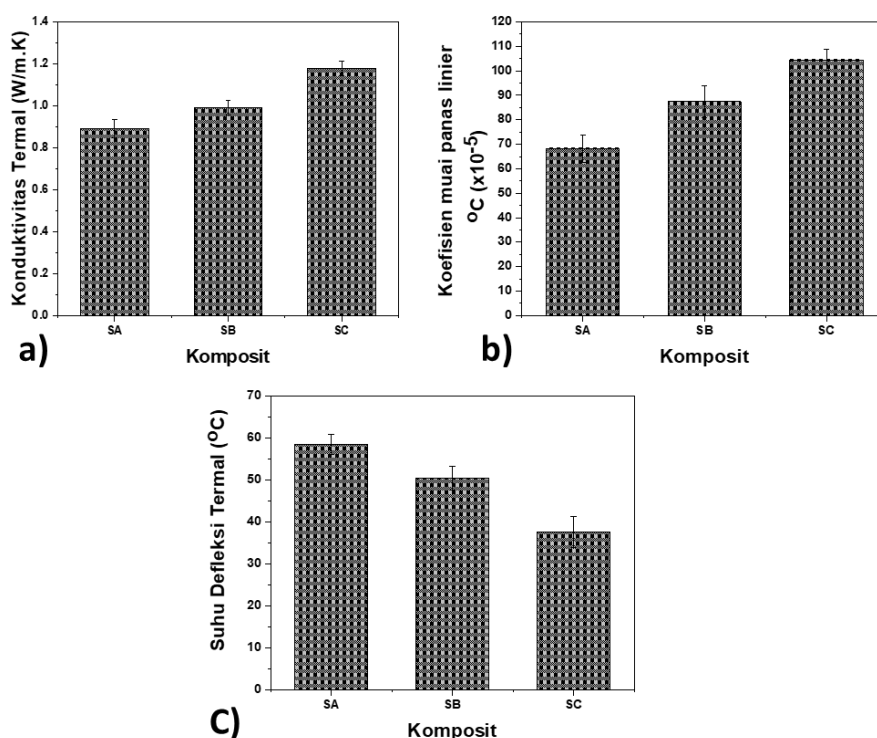 a)
Konduktivitas Termal (W/m.K)
1.4
1.2
1.0
0.8
0.6
0.4
0.2
0.0
SA SB SC
Komposit
b)
Koefisien muai panas linier
°C (x10⁻⁵)
120
110
100
90
80
70
60
50
40
30
20
10
0
SA SB SC
Komposit
C)
Suhu Defleksi Termal (°C)
70
60
50
40
30
20
10
0
SA SB SC
Komposit